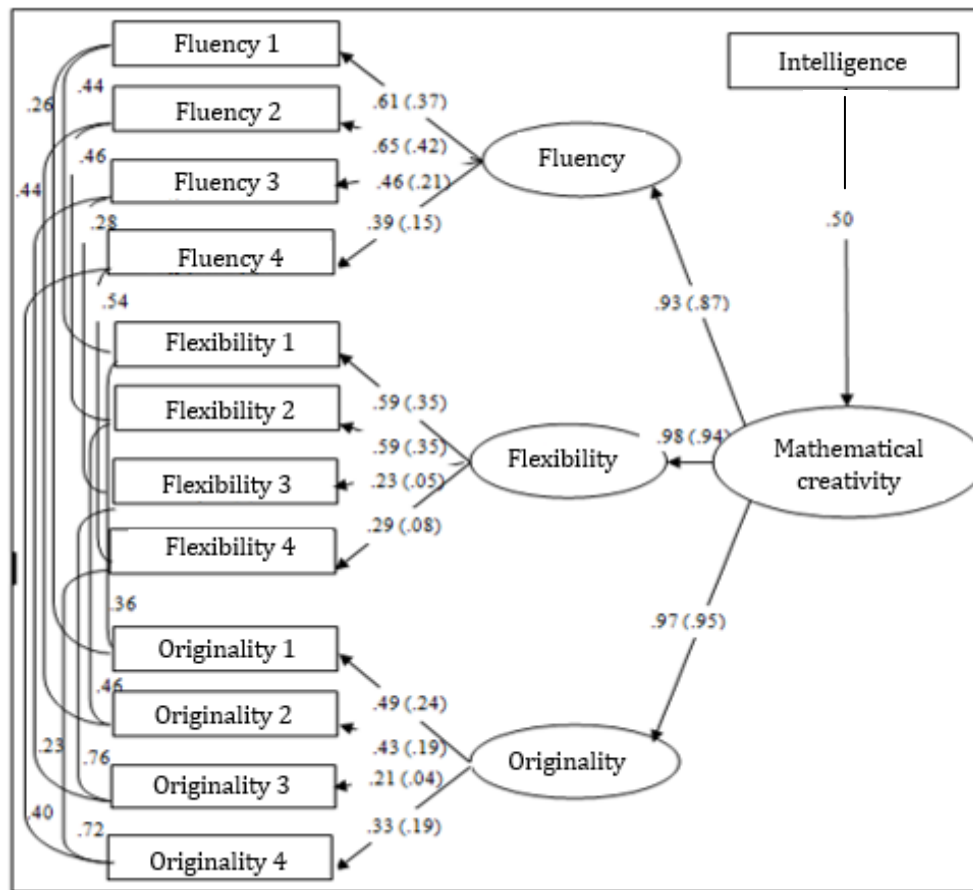 Fluency 1
Intelligence
.44
.26
.61 (.37)
Fluency 2
.65 (.42)
Fluency
.46
.44
Fluency 3
.46 (.21)
.28
.39 (.15)
.50
Fluency 4
.54
.93 (.87)
Flexibility 1
.59 (.35)
Flexibility 2
.59 (.35)
.98 (.94)
Mathematical
creativity
Flexibility
Flexibility 3
.23 (.05)
.29 (.08)
Flexibility 4
.36
.97 (.95)
Originality 1
.49 (.24)
.46
Originality 2
.43 (.19)
.23
.76
Originality
Originality 3
.21 (.04)
.40
.33 (.19)
.72
Originality 4